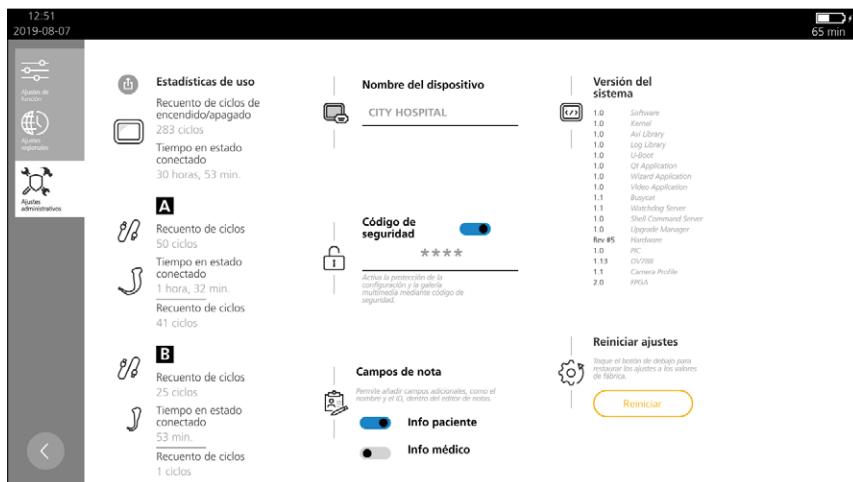 12:51
2019-08-07
65 min
Ajustes de
función
Ajustes
regionales
Ajustes
administrativos
Estadísticas de uso
Recuento de ciclos de
encendido/apagado
283 ciclos
Tiempo en estado
conectado
30 horas, 53 min.
A
Recuento de ciclos
50 ciclos
Tiempo en estado
conectado
1 hora, 32 min.
Recuento de ciclos
41 ciclos
B
Recuento de ciclos
25 ciclos
Tiempo en estado
conectado
53 min.
Recuento de ciclos
1 ciclos
Nombre del dispositivo
CITY HOSPITAL
Código de
seguridad
****
Activa la protección de la
configuración y la galería
multimedia mediante código de
seguridad.
Campos de nota
Permite añadir campos adicionales, como el
nombre y el ID, dentro del editor de notas.
Info paciente
Info médico
Versión del
sistema
1.0 Software
1.0 Kernel
1.0 Avi Library
1.0 Log Library
1.0 U-Boot
1.0 Qt Application
1.0 Wizard Application
1.0 Video Application
1.1 Busycat
1.1 Watchdog Server
1.0 Shell Command Server
1.0 Upgrade Manager
Rev #5 Hardware
1.0 PIC
1.13 OV788
1.1 Camera Profile
2.0 FPGA
Reiniciar ajustes
Toque el botón de debajo para
restaurar los ajustes a los valores
de fábrica.
Reiniciar